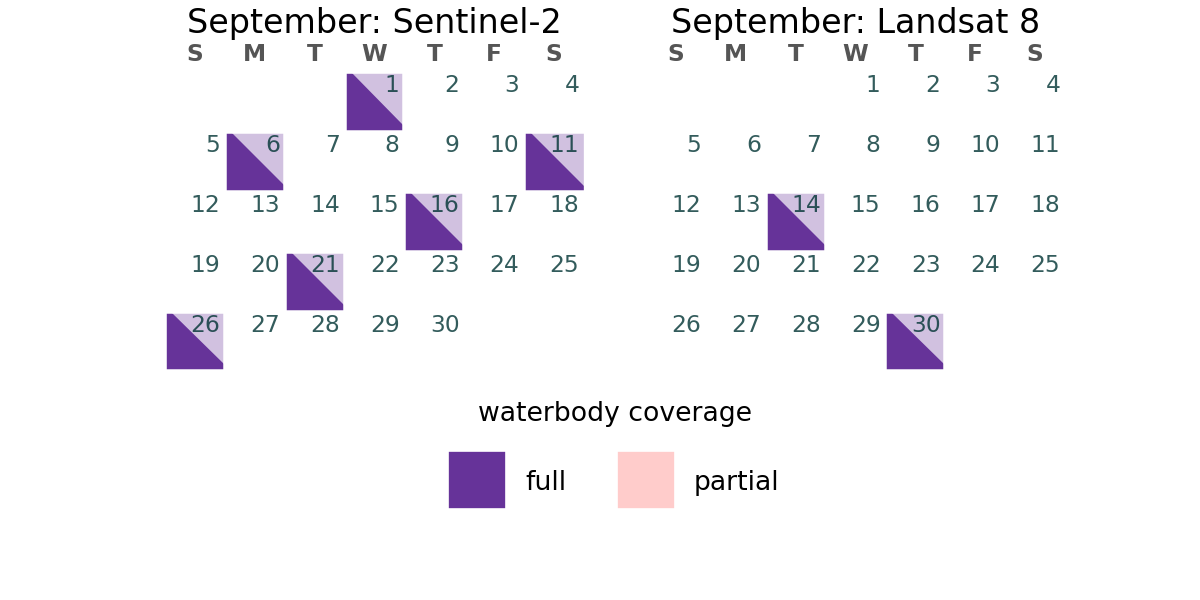 September: Sentinel-2
S M T W T F S
1 2 3 4
5 6 7 8 9 10 11
12 13 14 15 16 17 18
19 20 21 22 23 24 25
26 27 28 29 30
September: Landsat 8
S M T W T F S
1 2 3 4
5 6 7 8 9 10 11
12 13 14 15 16 17 18
19 20 21 22 23 24 25
26 27 28 29 30
waterbody coverage
full partial